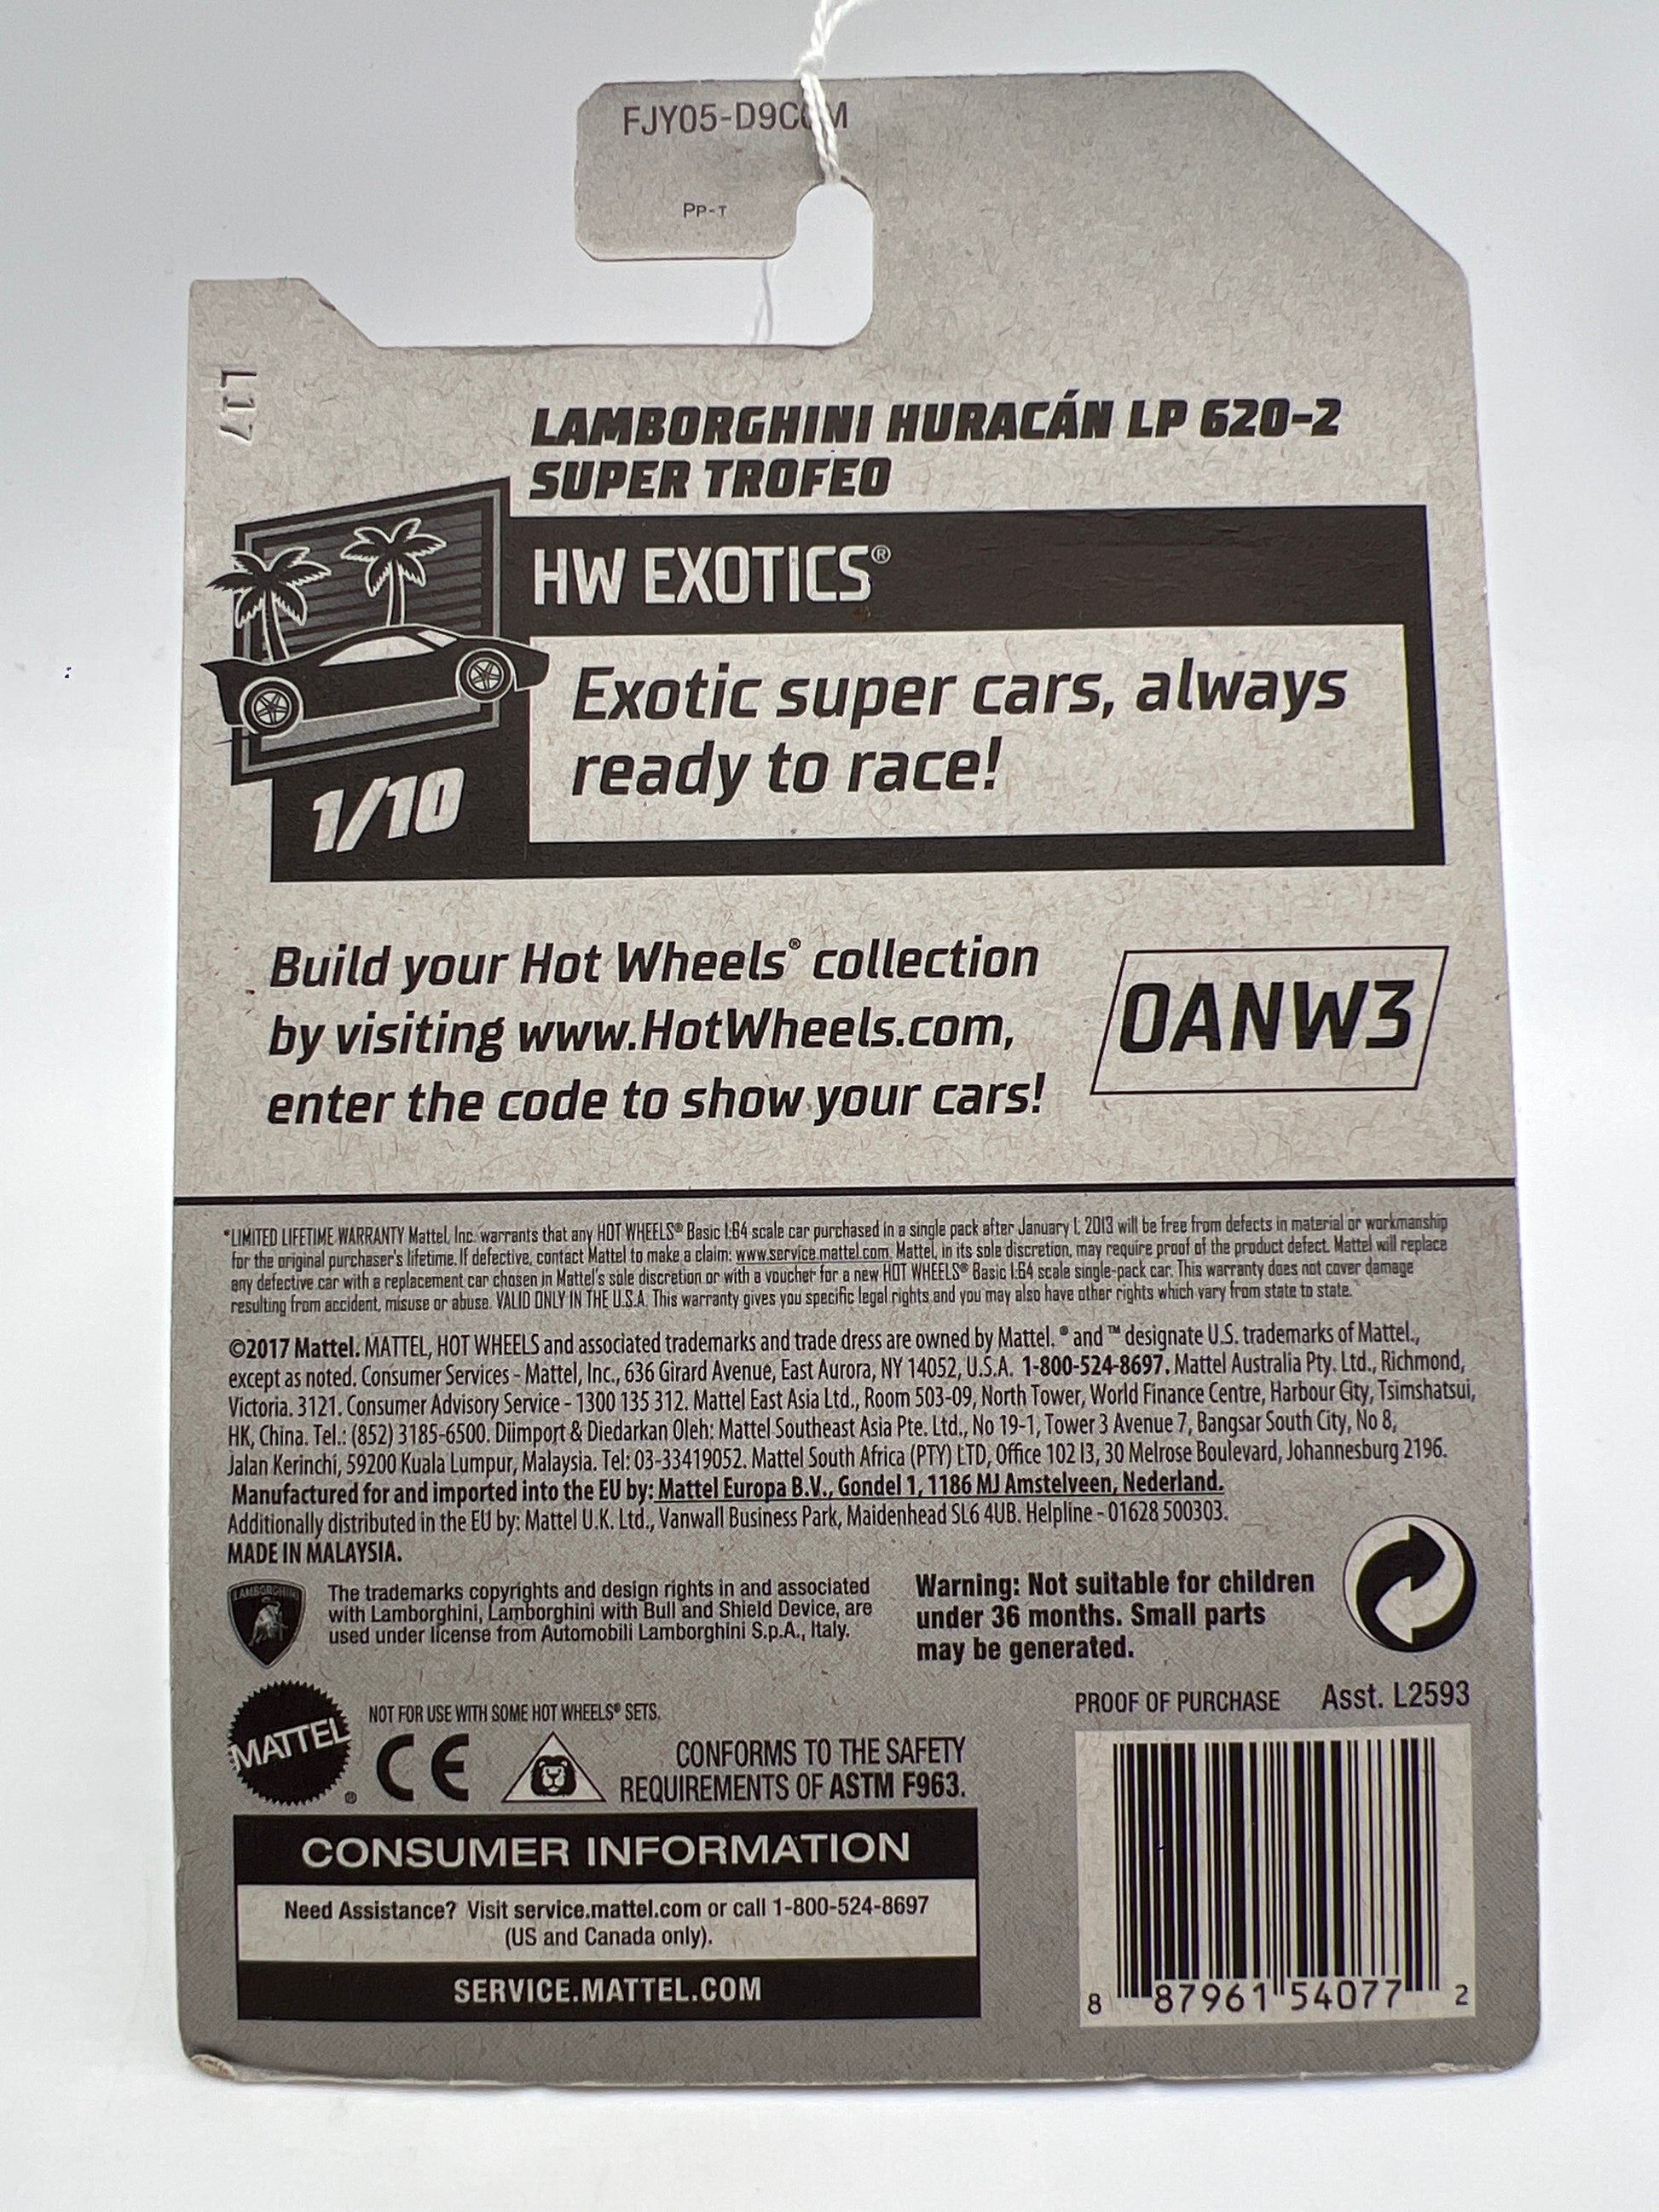 PP-T
L17
LAMBORGHINI HURACÁN LP 620-2
SUPER TROFEO
HW EXOTICS®
Exotic super cars, always
ready to race!
1/10
Build your Hot Wheels® collection
by visiting www.HotWheels.com,
enter the code to show your cars!
0ANW3
*LIMITED LIFETIME WARRANTY Mattel, Inc. warrants that any HOT WHEELS® Basic 1:64 scale car purchased in a single pack after January 1, 2013 will be free from defects in material or workmanship
for the original purchaser's lifetime. If defective, contact Mattel to make a claim: www.service.mattel.com. Mattel, in its sole discretion, may require proof of the product defect. Mattel will replace
any defective car with a replacement car chosen in Mattel's sole discretion or with a voucher for a new HOT WHEELS® Basic 1:64 scale single-pack car. This warranty does not cover damage
resulting from accident, misuse or abuse. VALID ONLY IN THE U.S.A. This warranty gives you specific legal rights and you may also have other rights which vary from state to state.
©2017 Mattel. MATTEL, HOT WHEELS and associated trademarks and trade dress are owned by Mattel. ® and ™ designate U.S. trademarks of Mattel.,
except as noted. Consumer Services - Mattel, Inc., 636 Girard Avenue, East Aurora, NY 14052, U.S.A. 1-800-524-8697. Mattel Australia Pty. Ltd., Richmond,
Victoria. 3121. Consumer Advisory Service - 1300 135 312. Mattel East Asia Ltd., Room 503-09, North Tower, World Finance Centre, Harbour City, Tsimshatsui,
HK, China. Tel.: (852) 3185-6500. Diimport & Diedarkan Oleh: Mattel Southeast Asia Pte. Ltd., No 19-1, Tower 3 Avenue 7, Bangsar South City, No 8,
Jalan Kerinchi, 59200 Kuala Lumpur, Malaysia. Tel: 03-33419052. Mattel South Africa (PTY) LTD, Office 102 I3, 30 Melrose Boulevard, Johannesburg 2196.
Manufactured for and imported into the EU by: Mattel Europa B.V., Gondel 1, 1186 MJ Amstelveen, Nederland.
Additionally distributed in the EU by: Mattel U.K. Ltd., Vanwall Business Park, Maidenhead SL6 4UB. Helpline - 01628 500303.
MADE IN MALAYSIA.
LAMBORGHINI
The trademarks copyrights and design rights in and associated
with Lamborghini, Lamborghini with Bull and Shield Device, are
used under license from Automobili Lamborghini S.p.A., Italy.
Warning: Not suitable for children
under 36 months. Small parts
may be generated.
MATTEL®
NOT FOR USE WITH SOME HOT WHEELS® SETS.
CE
CONFORMS TO THE SAFETY
REQUIREMENTS OF ASTM F963.
PROOF OF PURCHASE Asst. L2593
CONSUMER INFORMATION
Need Assistance? Visit service.mattel.com or call 1-800-524-8697
(US and Canada only).
SERVICE.MATTEL.COM
8 87961 54077 2